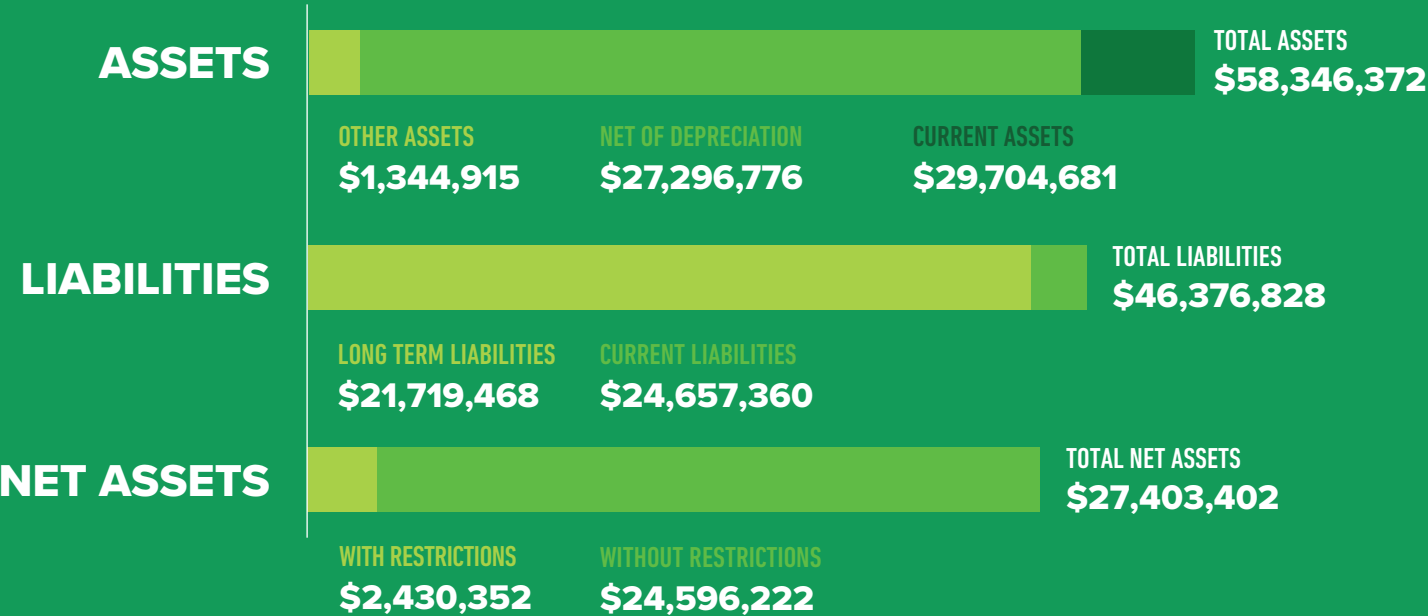 ASSETS
TOTAL ASSETS
$58,346,372
OTHER ASSETS
$1,344,915
NET OF DEPRECIATION
$27,296,776
CURRENT ASSETS
$29,704,681
LIABILITIES
TOTAL LIABILITIES
$46,376,828
LONG TERM LIABILITIES
$21,719,468
CURRENT LIABILITIES
$24,657,360
NET ASSETS
TOTAL NET ASSETS
$27,403,402
WITH RESTRICTIONS
$2,430,352
WITHOUT RESTRICTIONS
$24,596,222